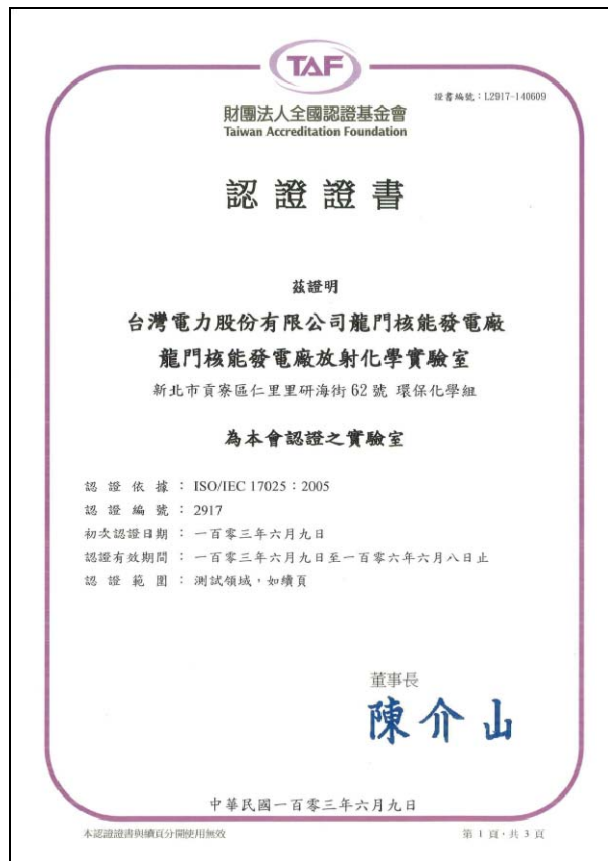 TAF
證書編號：L2917-140609
財團法人全國認證基金會
Taiwan Accreditation Foundation
認證證書
茲證明
台灣電力股份有限公司龍門核能發電廠
龍門核能發電廠放射化學實驗室
新北市貢寮區仁里里研海街 62 號 環保化學組
為本會認證之實驗室
認證依據：ISO/IEC 17025：2005
認證編號：2917
初次認證日期：一百零三年六月九日
認證有效期間：一百零三年六月九日至一百零六年六月八日止
認證範圍：測試領域，如續頁
董事長
陳介山
中華民國一百零三年六月九日
本認證證書與續頁分開使用無效
第 1 頁，共 3 頁